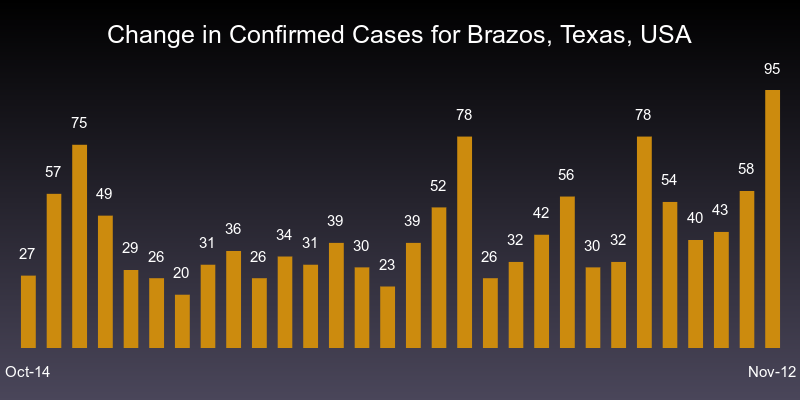 Change in Confirmed Cases for Brazos, Texas, USA
27 57 75 49 29 26 20 31 36 26 34 31 39 30 23 39 52 78 26 32 42 56 30 32 78 54 40 43 58 95
Oct-14 Nov-12